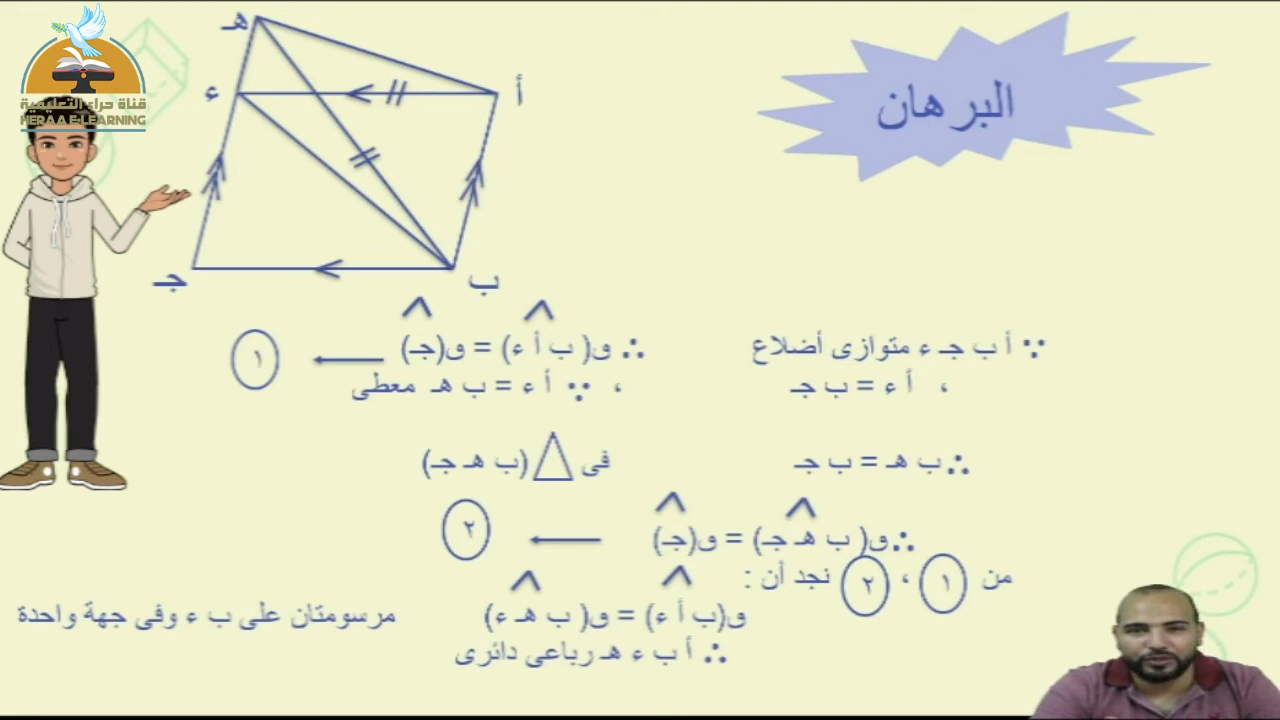 البرهان
هـ
أ
ء
ب
جـ
قناة حراء التعليمية
HERAA E-LEARNING
∵ أ ب جـ ء متوازى أضلاع ∴ ق( ب أ ء) = ق(جـ) ١
، أ ء = ب جـ ، ∵ أ ء = ب هـ معطى
∴ ب هـ = ب جـ فى △ (ب هـ جـ)
∴ ق( ب هـ جـ) = ق(جـ) ٢
من ١ ، ٢ نجد أن :
ق(ب أ ء) = ق( ب هـ ء) مرسومتان على ب ء وفى جهة واحدة
∴ أ ب ء هـ رباعى دائرى